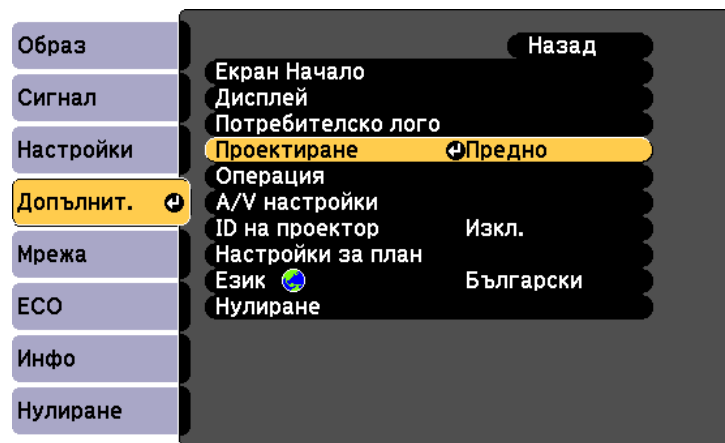 Образ
Сигнал
Настройки
Допълнит.
Мрежа
ECO
Инфо
Нулиране
Назад
Екран Начало
Дисплей
Потребителско лого
Проектиране Предно
Операция
A/V настройки
ID на проектор Изкл.
Настройки за план
Език Български
Нулиране